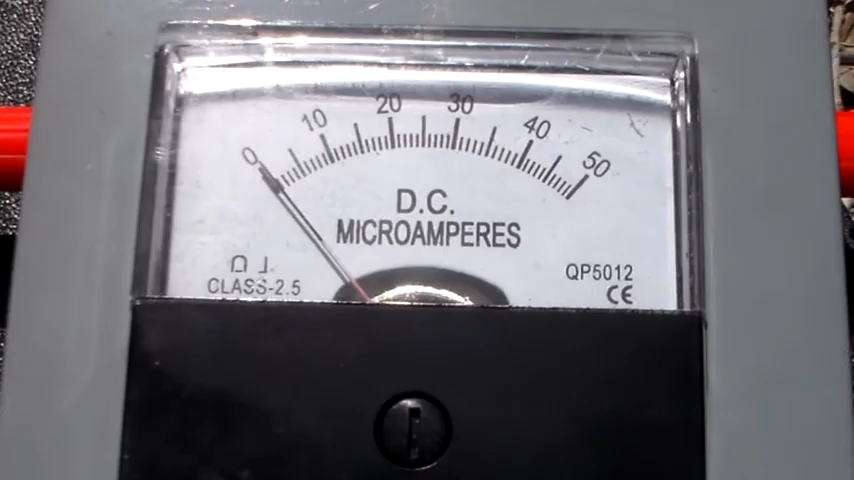 0 10 20 30 40 50
D.C.
MICROAMPERES
CLASS-2.5
QP5012
CE